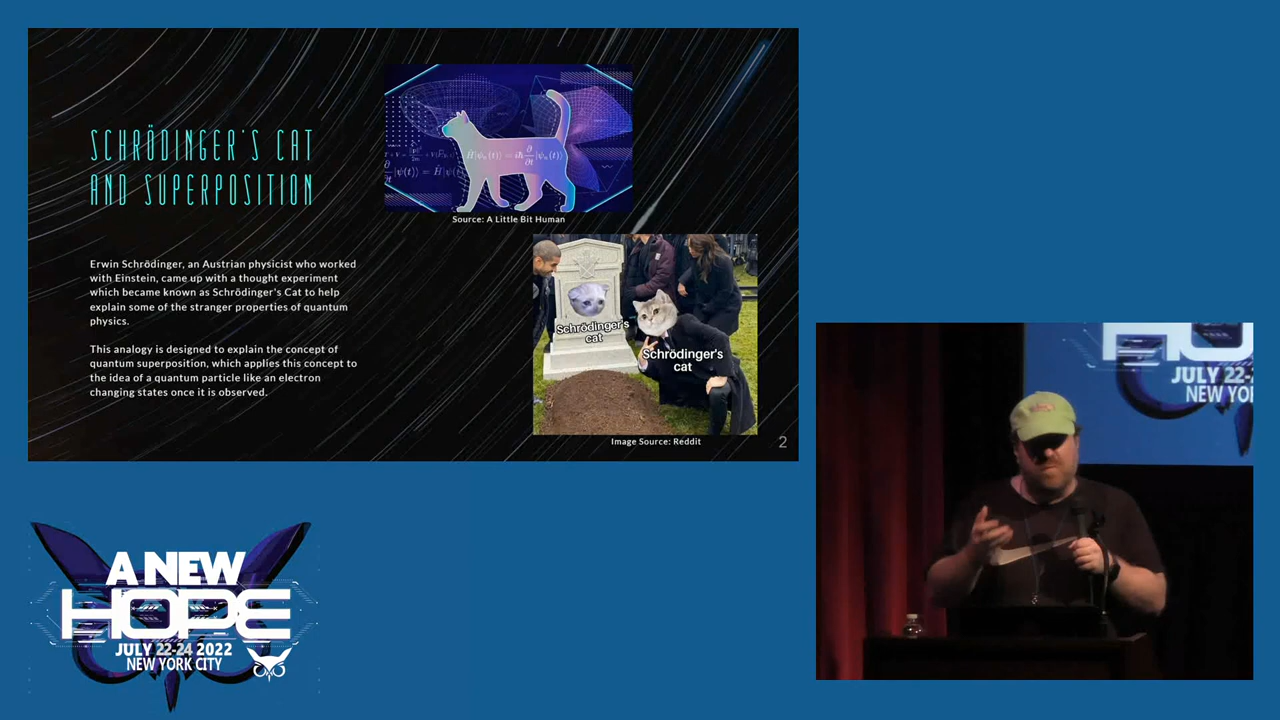 SCHRÖDINGER'S CAT
AND SUPERPOSITION
Erwin Schrödinger, an Austrian physicist who worked
with Einstein, came up with a thought experiment
which became known as Schrödinger's Cat to help
explain some of the stranger properties of quantum
physics.
This analogy is designed to explain the concept of
quantum superposition, which applies this concept to
the idea of a quantum particle like an electron
changing states once it is observed.
Source: A Little Bit Human
Schrödinger's
cat
Schrödinger's
cat
Image Source: Reddit
2
A NEW
HOPE
JULY 22-24 2022
NEW YORK CITY
JULY 22-
NEW YO